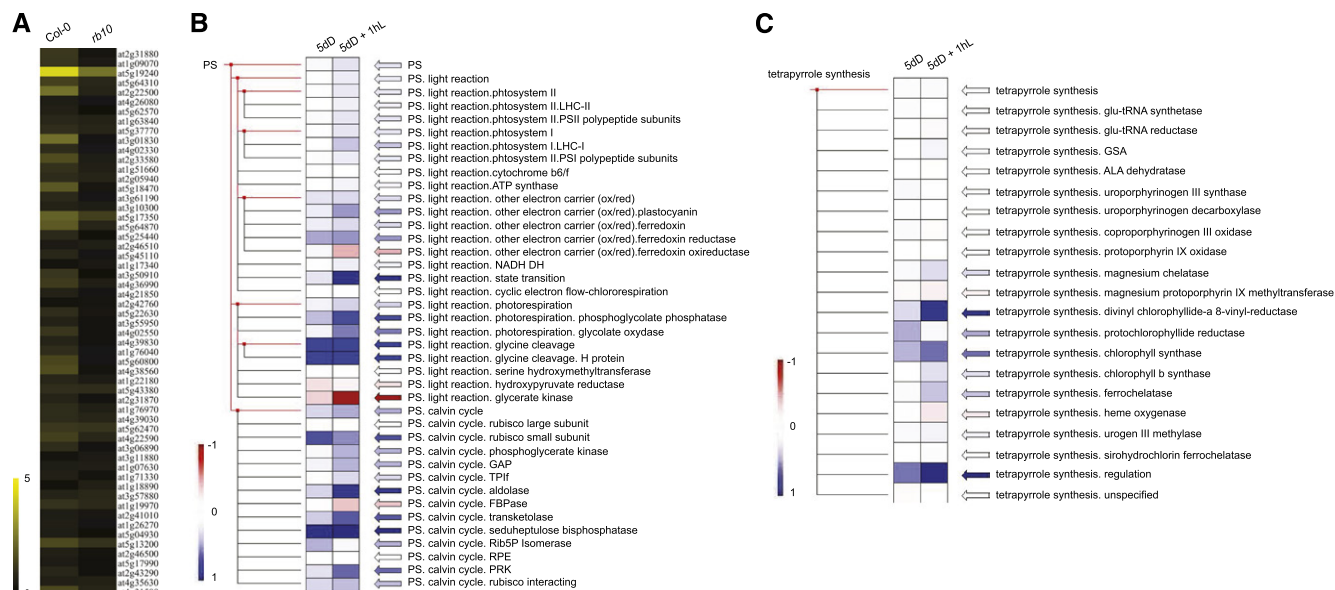 A
Col-0 rb10
at2g31880
at1g09070
at5g19240
at5g64310
at2g22500
at4g26080
at5g62570
at1g63840
at5g37770
at3g01830
at4g02330
at2g33580
at1g51660
at2g05940
at5g18470
at3g61190
at3g10300
at5g17350
at5g64870
at5g25440
at2g46510
at5g45110
at1g17340
at3g50910
at4g36990
at4g21850
at2g42760
at5g22630
at3g55950
at4g02550
at4g39830
at1g76040
at5g60800
at4g38560
at1g22180
at5g43380
at2g31870
at1g76970
at4g39030
at5g62470
at4g22590
at3g06890
at3g11880
at1g07630
at1g71330
at1g18890
at3g57880
at1g19970
at2g41010
at1g26270
at5g04930
at5g13200
at2g46500
at5g17990
at2g43290
at4g35630
5
B
5dD 5dD + 1hL
PS
PS
PS. light reaction
PS. light reaction.phtosystem II
PS. light reaction.phtosystem II.LHC-II
PS. light reaction.phtosystem II.PSII polypeptide subunits
PS. light reaction.phtosystem I
PS. light reaction.phtosystem I.LHC-I
PS. light reaction.phtosystem II.PSI polypeptide subunits
PS. light reaction.cytochrome b6/f
PS. light reaction.ATP synthase
PS. light reaction. other electron carrier (ox/red)
PS. light reaction. other electron carrier (ox/red).plastocyanin
PS. light reaction. other electron carrier (ox/red).ferredoxin
PS. light reaction. other electron carrier (ox/red).ferredoxin reductase
PS. light reaction. other electron carrier (ox/red).ferredoxin oxireductase
PS. light reaction. NADH DH
PS. light reaction. state transition
PS. light reaction. cyclic electron flow-chlororespiration
PS. light reaction. photorespiration
PS. light reaction. photorespiration. phosphoglycolate phosphatase
PS. light reaction. photorespiration. glycolate oxydase
PS. light reaction. glycine cleavage
PS. light reaction. glycine cleavage. H protein
PS. light reaction. serine hydroxymethyltransferase
PS. light reaction. hydroxypyruvate reductase
PS. light reaction. glycerate kinase
PS. calvin cycle
PS. calvin cycle. rubisco large subunit
PS. calvin cycle. rubisco small subunit
PS. calvin cycle. phosphoglycerate kinase
PS. calvin cycle. GAP
PS. calvin cycle. TPIf
PS. calvin cycle. aldolase
PS. calvin cycle. FBPase
PS. calvin cycle. transketolase
PS. calvin cycle. seduheptulose bisphosphatase
PS. calvin cycle. Rib5P Isomerase
PS. calvin cycle. RPE
PS. calvin cycle. PRK
PS. calvin cycle. rubisco interacting
-1
0
1
C
5dD 5dD + 1hL
tetrapyrrole synthesis
tetrapyrrole synthesis
tetrapyrrole synthesis. glu-tRNA synthetase
tetrapyrrole synthesis. glu-tRNA reductase
tetrapyrrole synthesis. GSA
tetrapyrrole synthesis. ALA dehydratase
tetrapyrrole synthesis. uroporphyrinogen III synthase
tetrapyrrole synthesis. uroporphyrinogen decarboxylase
tetrapyrrole synthesis. coproporphyrinogen III oxidase
tetrapyrrole synthesis. protoporphyrin IX oxidase
tetrapyrrole synthesis. magnesium chelatase
tetrapyrrole synthesis. magnesium protoporphyrin IX methyltransferase
tetrapyrrole synthesis. divinyl chlorophyllide-a 8-vinyl-reductase
tetrapyrrole synthesis. protochlorophyllide reductase
tetrapyrrole synthesis. chlorophyll synthase
tetrapyrrole synthesis. chlorophyll b synthase
tetrapyrrole synthesis. ferrochelatase
tetrapyrrole synthesis. heme oxygenase
tetrapyrrole synthesis. urogen III methylase
tetrapyrrole synthesis. sirohydrochlorin ferrochelatase
tetrapyrrole synthesis. regulation
tetrapyrrole synthesis. unspecified
-1
0
1